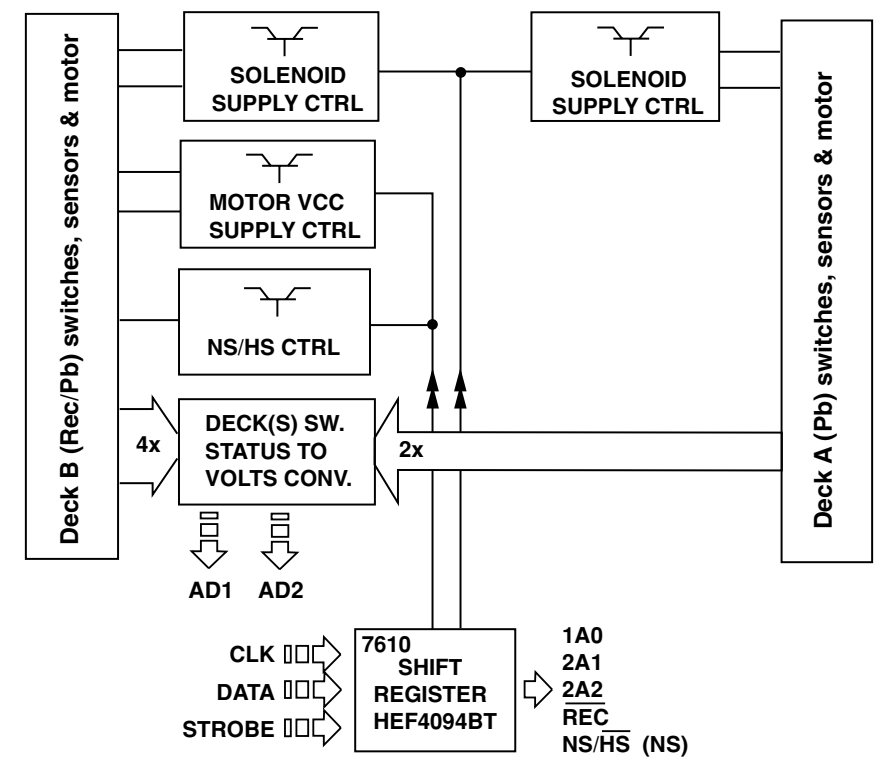 Deck B (Rec/Pb) switches, sensors & motor
SOLENOID
SUPPLY CTRL
SOLENOID
SUPPLY CTRL
Deck A (Pb) switches, sensors & motor
MOTOR VCC
SUPPLY CTRL
NS/HS CTRL
4x
DECK(S) SW.
STATUS TO
VOLTS CONV.
2x
AD1
AD2
CLK
DATA
STROBE
7610
SHIFT
REGISTER
HEF4094BT
1A0
2A1
2A2
REC
NS/HS (NS)